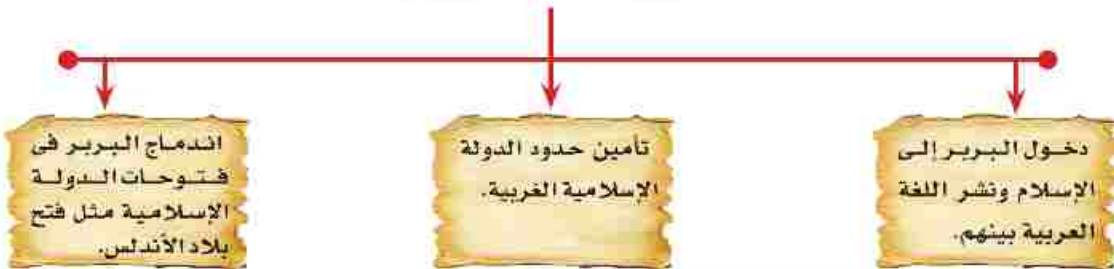 دخول البربر إلى
الإسلام ونشر اللغة
العربية بينهم.
تأمين حدود الدولة
الإسلامية الغربية.
اندماج البربر فى
فتوحات الدولة
الإسلامية مثل فتح
بلاد الأندلس.